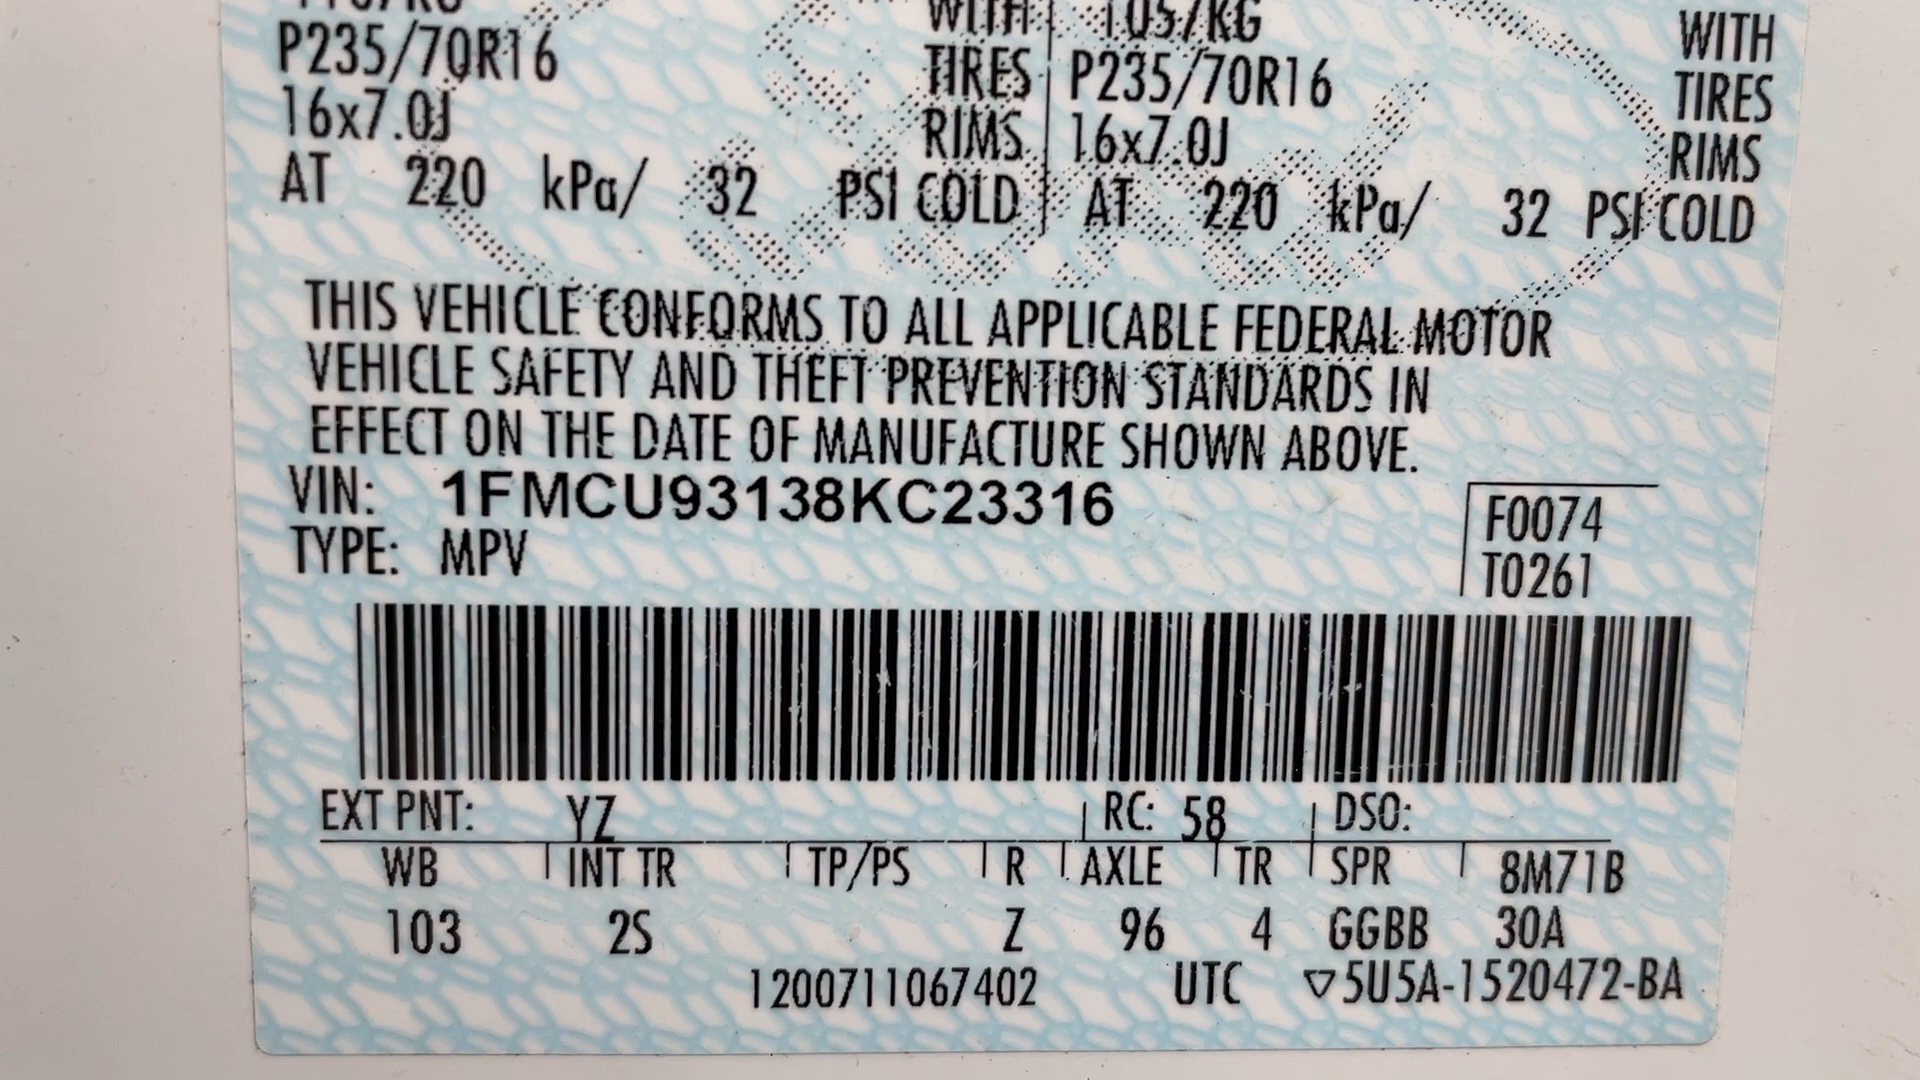 P235/70R16 WITH TIRES P235/70R16 WITH TIRES
16x7.0J RIMS 16x7.0J RIMS
AT 220 kPa/ 32 PSI COLD AT 220 kPa/ 32 PSI COLD
THIS VEHICLE CONFORMS TO ALL APPLICABLE FEDERAL MOTOR
VEHICLE SAFETY AND THEFT PREVENTION STANDARDS IN
EFFECT ON THE DATE OF MANUFACTURE SHOWN ABOVE.
VIN: 1FMCU93138KC23316
F0074
TYPE: MPV
T0261
EXT PNT: YZ RC: 58 DSO:
WB INT TR TP/PS R AXLE TR SPR 8M71B
103 2S Z 96 4 GGBB 30A
1200711067402 UTC ▽5U5A-1520472-BA